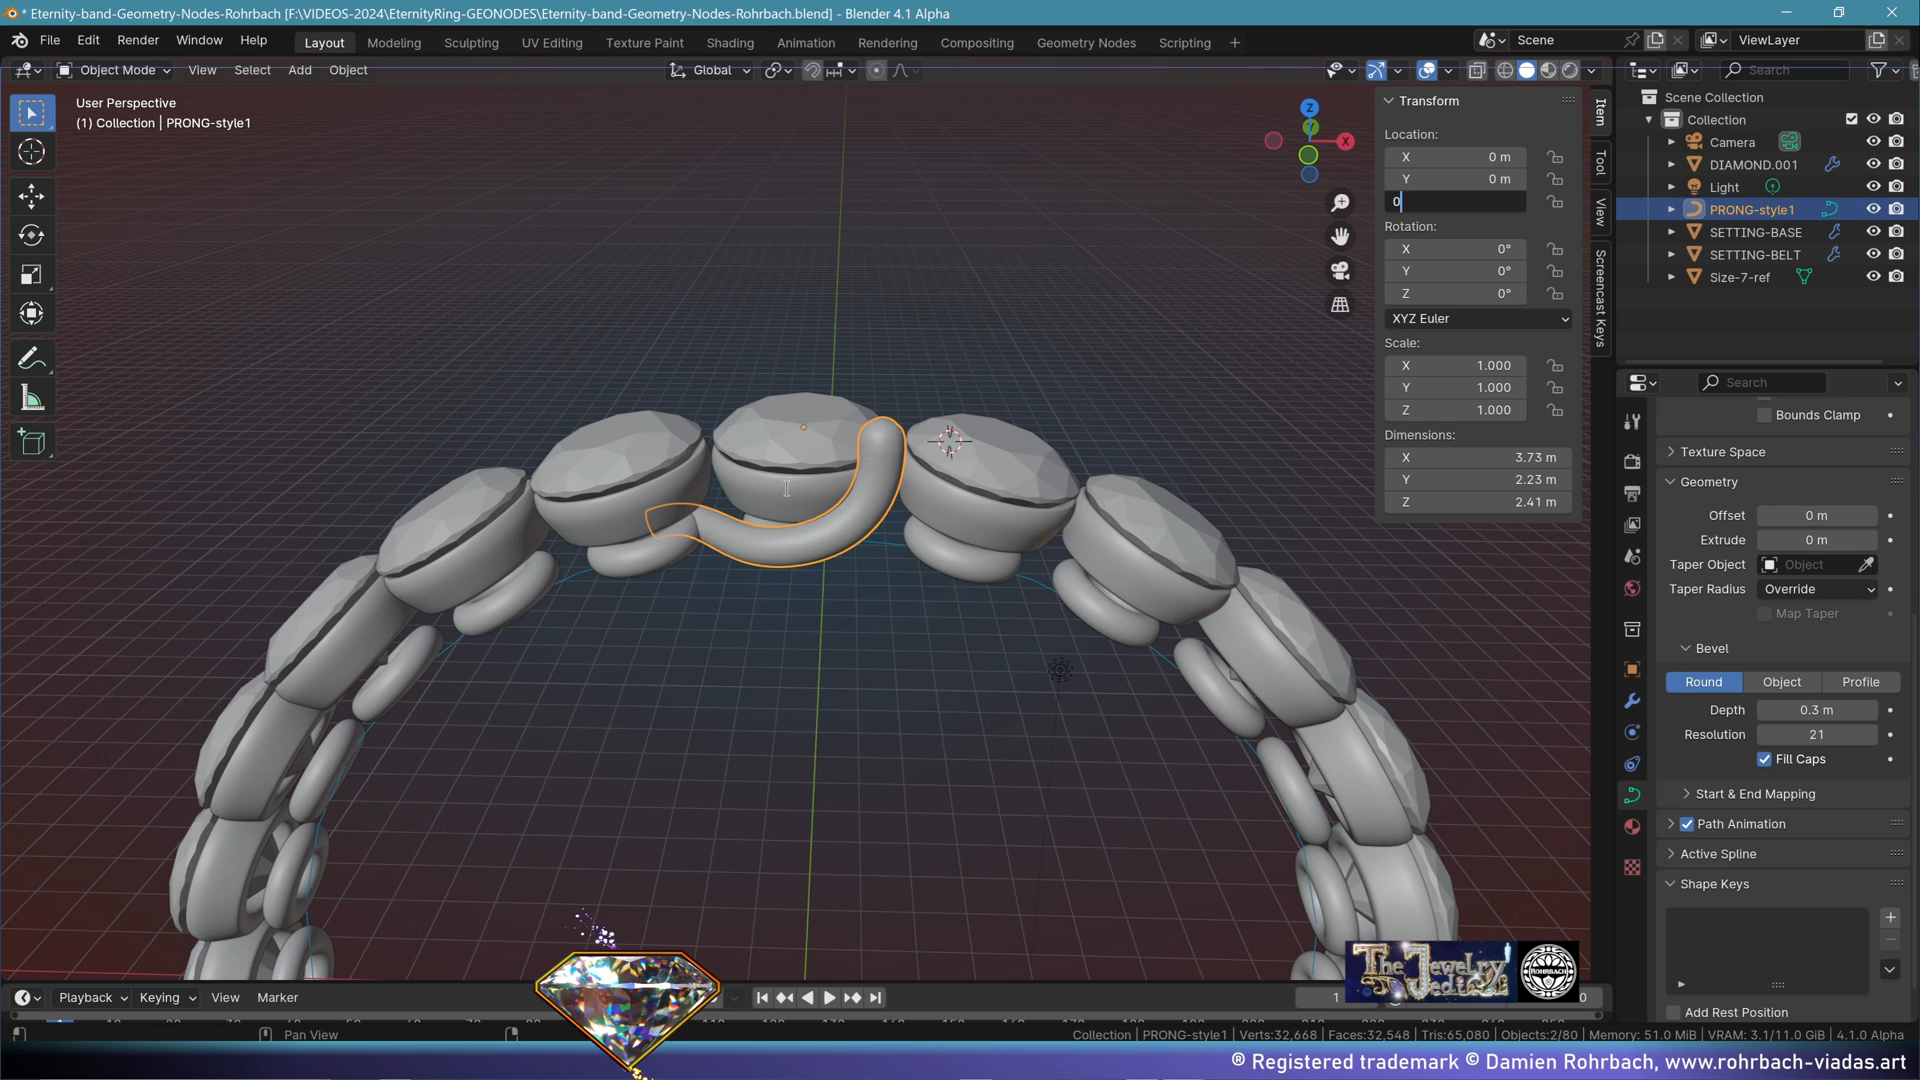 * Eternity-band-Geometry-Nodes-Rohrbach [F:\VIDEOS-2024\EternityRing-GEONODES\Eternity-band-Geometry-Nodes-Rohrbach.blend] - Blender 4.1 Alpha
File Edit Render Window Help Layout Modeling Sculpting UV Editing Texture Paint Shading Animation Rendering Compositing Geometry Nodes Scripting + Scene ViewLayer
Object Mode View Select Add Object Global Search
User Perspective
(1) Collection | PRONG-style1
Z
Y
X
Transform
Location:
X 0 m
Y 0 m
0
Rotation:
X 0°
Y 0°
Z 0°
XYZ Euler
Scale:
X 1.000
Y 1.000
Z 1.000
Dimensions:
X 3.73 m
Y 2.23 m
Z 2.41 m
Item
Tool
View
Screencast Keys
Scene Collection
Collection
Camera
DIAMOND.001
Light
PRONG-style1
SETTING-BASE
SETTING-BELT
Size-7-ref
Search
Bounds Clamp
Texture Space
Geometry
Offset 0 m
Extrude 0 m
Taper Object Object
Taper Radius Override
Map Taper
Bevel
Round Object Profile
Depth 0.3 m
Resolution 21
Fill Caps
Start & End Mapping
Path Animation
Active Spline
Shape Keys
Add Rest Position
The Jewelry
ROHRBACH
Playback Keying View Marker 1
Pan View
Collection | PRONG-style1 | Verts:32,668 | Faces:32,548 | Tris:65,080 | Objects:2/80 | Memory: 51.0 MiB | VRAM: 3.1/11.0 GiB | 4.1.0 Alpha
® Registered trademark © Damien Rohrbach, www.rohrbach-viadas.art